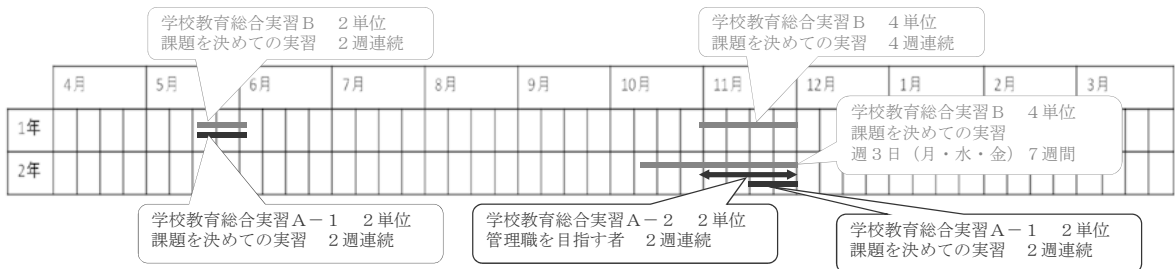 学校教育総合実習B　2単位
課題を決めての実習　2週連続
学校教育総合実習B　4単位
課題を決めての実習　4週連続
4月　5月　6月　7月　8月　9月　10月　11月　12月　1月　2月　3月
1年
学校教育総合実習B　4単位
課題を決めての実習
週3日（月・水・金）7週間
2年
学校教育総合実習A－1　2単位
課題を決めての実習　2週連続
学校教育総合実習A－2　2単位
管理職を目指す者　2週連続
学校教育総合実習A－1　2単位
課題を決めての実習　2週連続